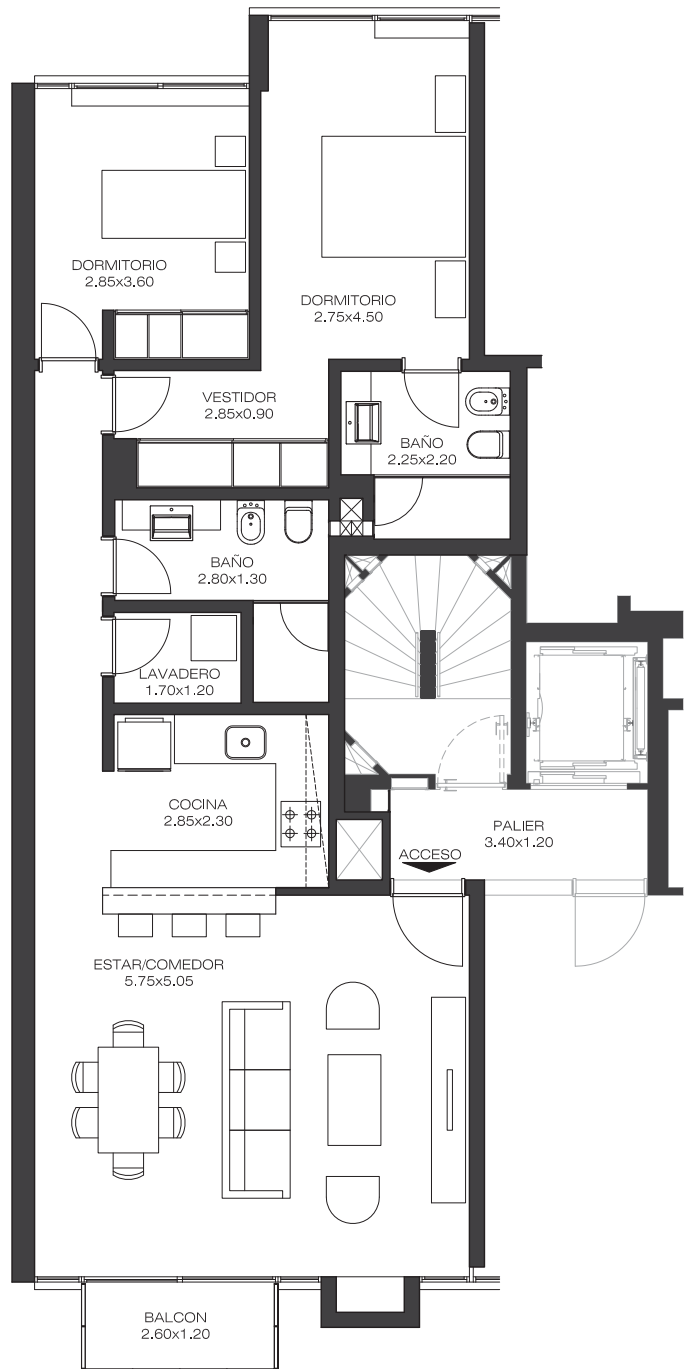 DORMITORIO
2.85x3.60
DORMITORIO
2.75x4.50
VESTIDOR
2.85x0.90
BAÑO
2.25x2.20
BAÑO
2.80x1.30
LAVADERO
1.70x1.20
COCINA
2.85x2.30
PALIER
3.40x1.20
ACCESO
ESTAR/COMEDOR
5.75x5.05
BALCON
2.60x1.20